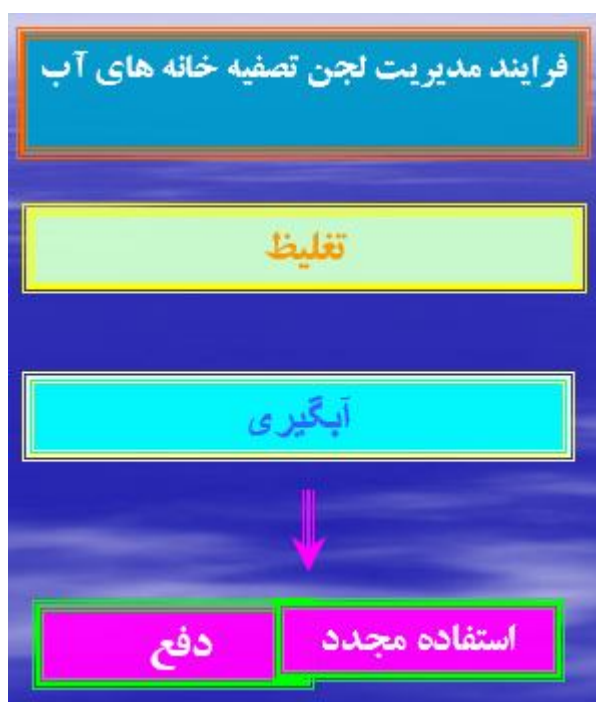 فرایند مدیریت لجن تصفیه خانه های آب
تغلیظ
آبگیری
استفاده مجدد
دفع